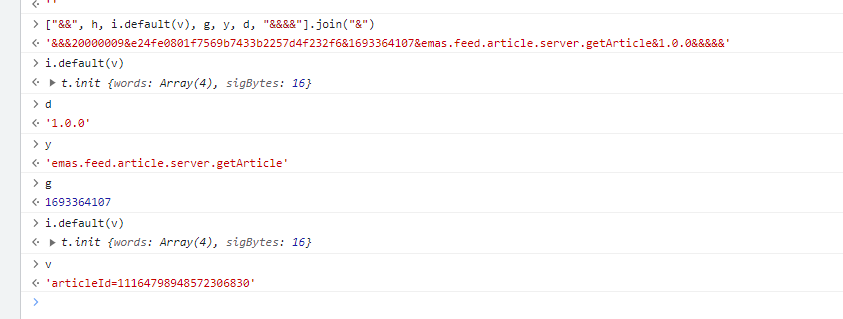 > ["&&", h, i.default(v), g, y, d, "&&&&"].join("&")
'&&&20000009&e24fe0801f7569b7433b2257d4f232f6&1693364107&emas.feed.article.server.getArticle&1.0.0&&&&&'
> i.default(v)
▶ t.init {words: Array(4), sigBytes: 16}
> d
'1.0.0'
> y
'emas.feed.article.server.getArticle'
> g
1693364107
> i.default(v)
▶ t.init {words: Array(4), sigBytes: 16}
> v
'articleId=11164798948572306830'
>